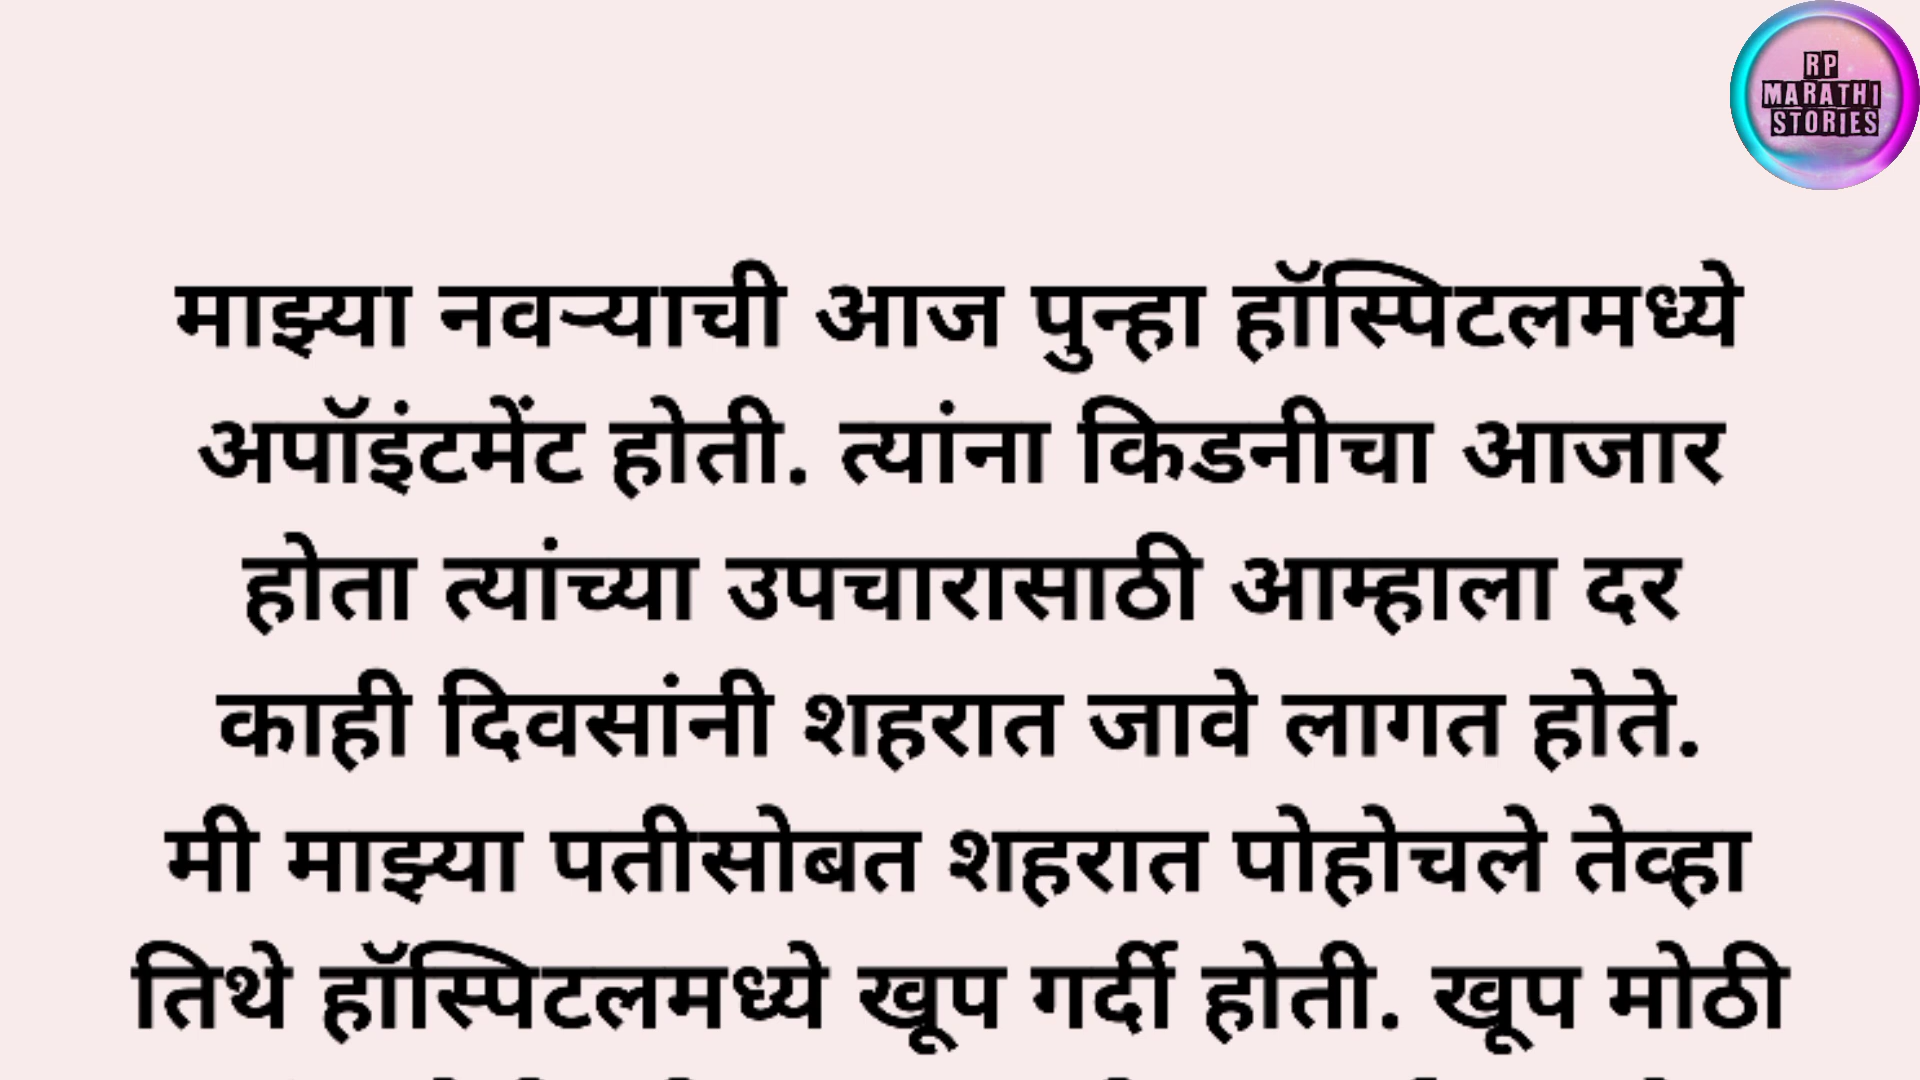 RP
MARATHI
STORIES
माझ्या नवऱ्याची आज पुन्हा हॉस्पिटलमध्ये
अपॉइंटमेंट होती. त्यांना किडनीचा आजार
होता त्यांच्या उपचारासाठी आम्हाला दर
काही दिवसांनी शहरात जावे लागत होते.
मी माझ्या पतीसोबत शहरात पोहोचले तेव्हा
तिथे हॉस्पिटलमध्ये खूप गर्दी होती. खूप मोठी